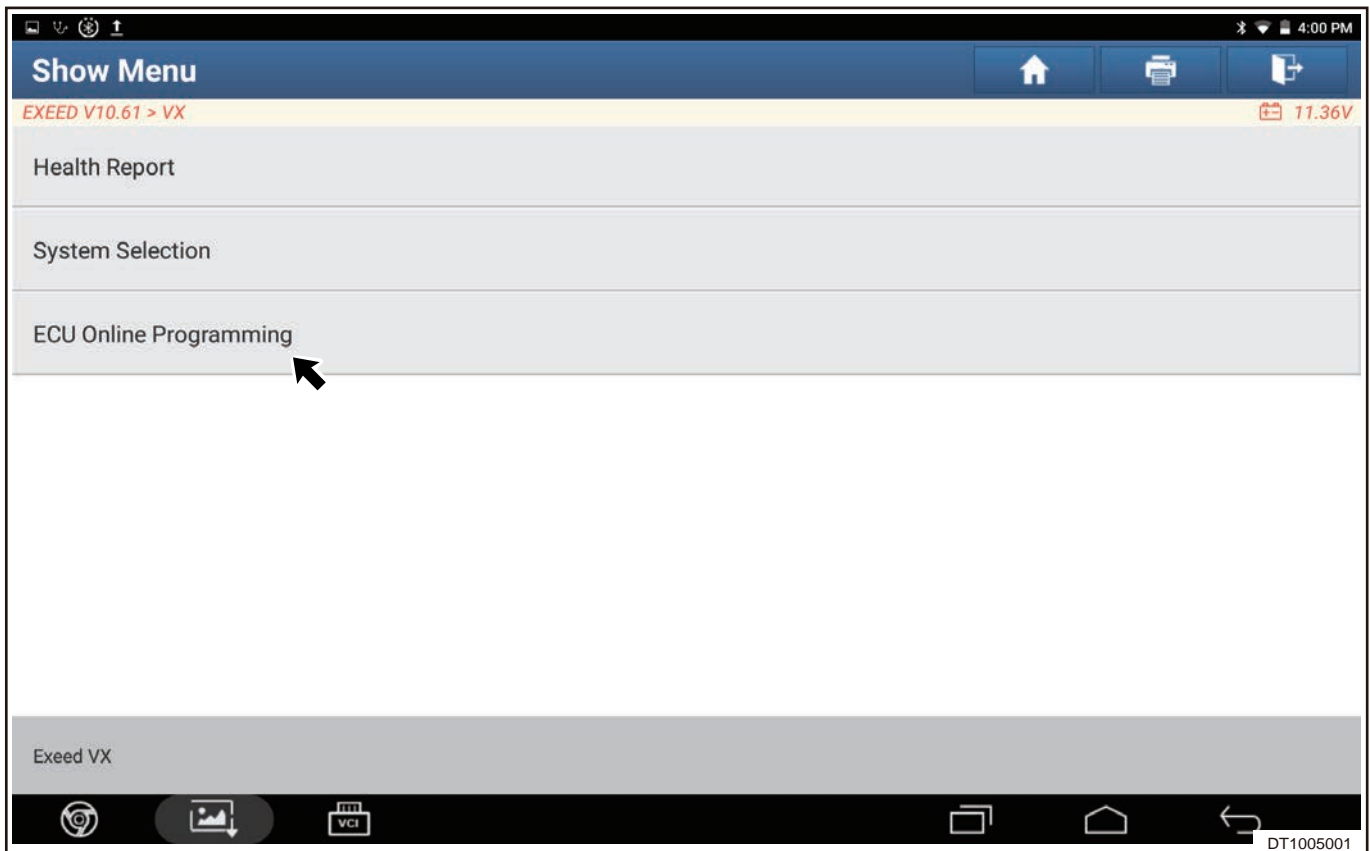 4:00 PM
Show Menu
EXEED V10.61 > VX
11.36V
Health Report
System Selection
ECU Online Programming
Exeed VX
VCI
DT1005001